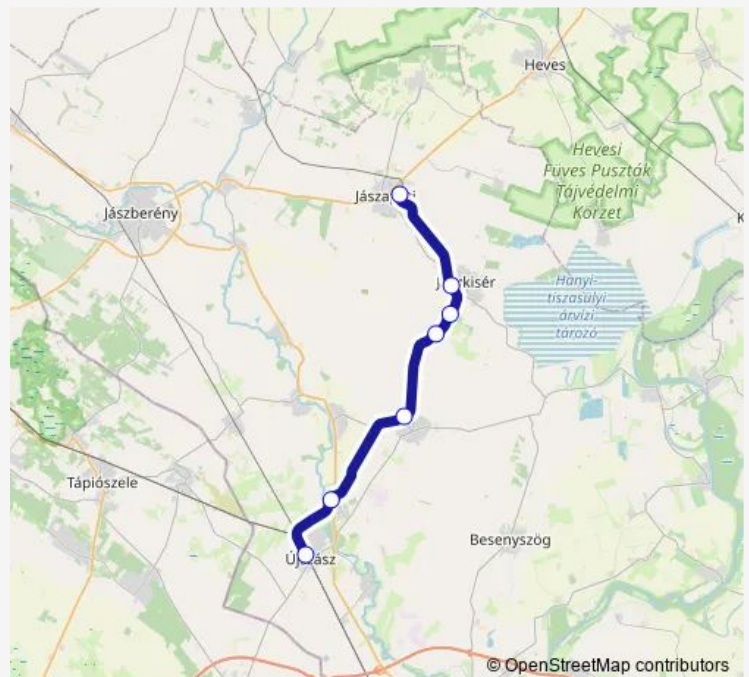 Heves
Hevesi
Füves Puszták
Tájvédelmi
Körzet
Jászberény
Hanyi-
tiszasülyi
árvízi
tározó
Tápiószele
Besenyszög
© OpenStreetMap contributors